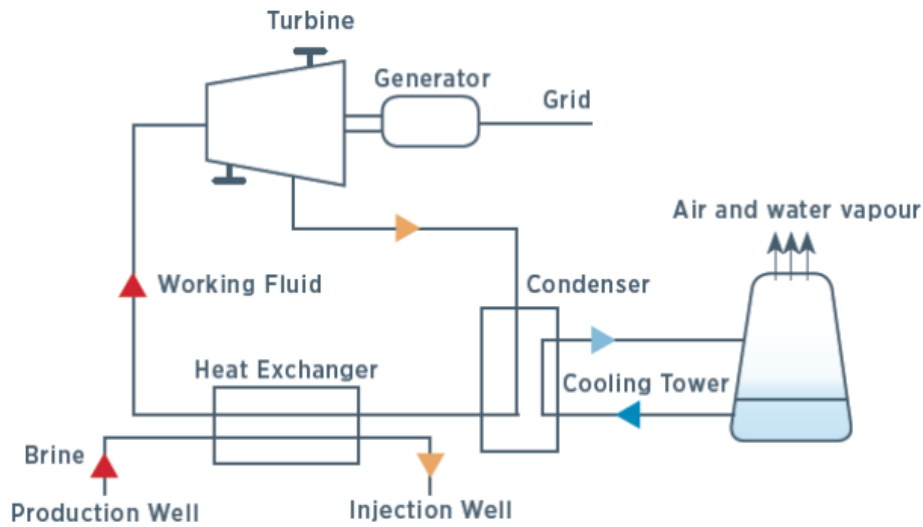 Turbine
Generator
Grid
Air and water vapour
Working Fluid
Condenser
Heat Exchanger
Cooling Tower
Brine
Production Well
Injection Well